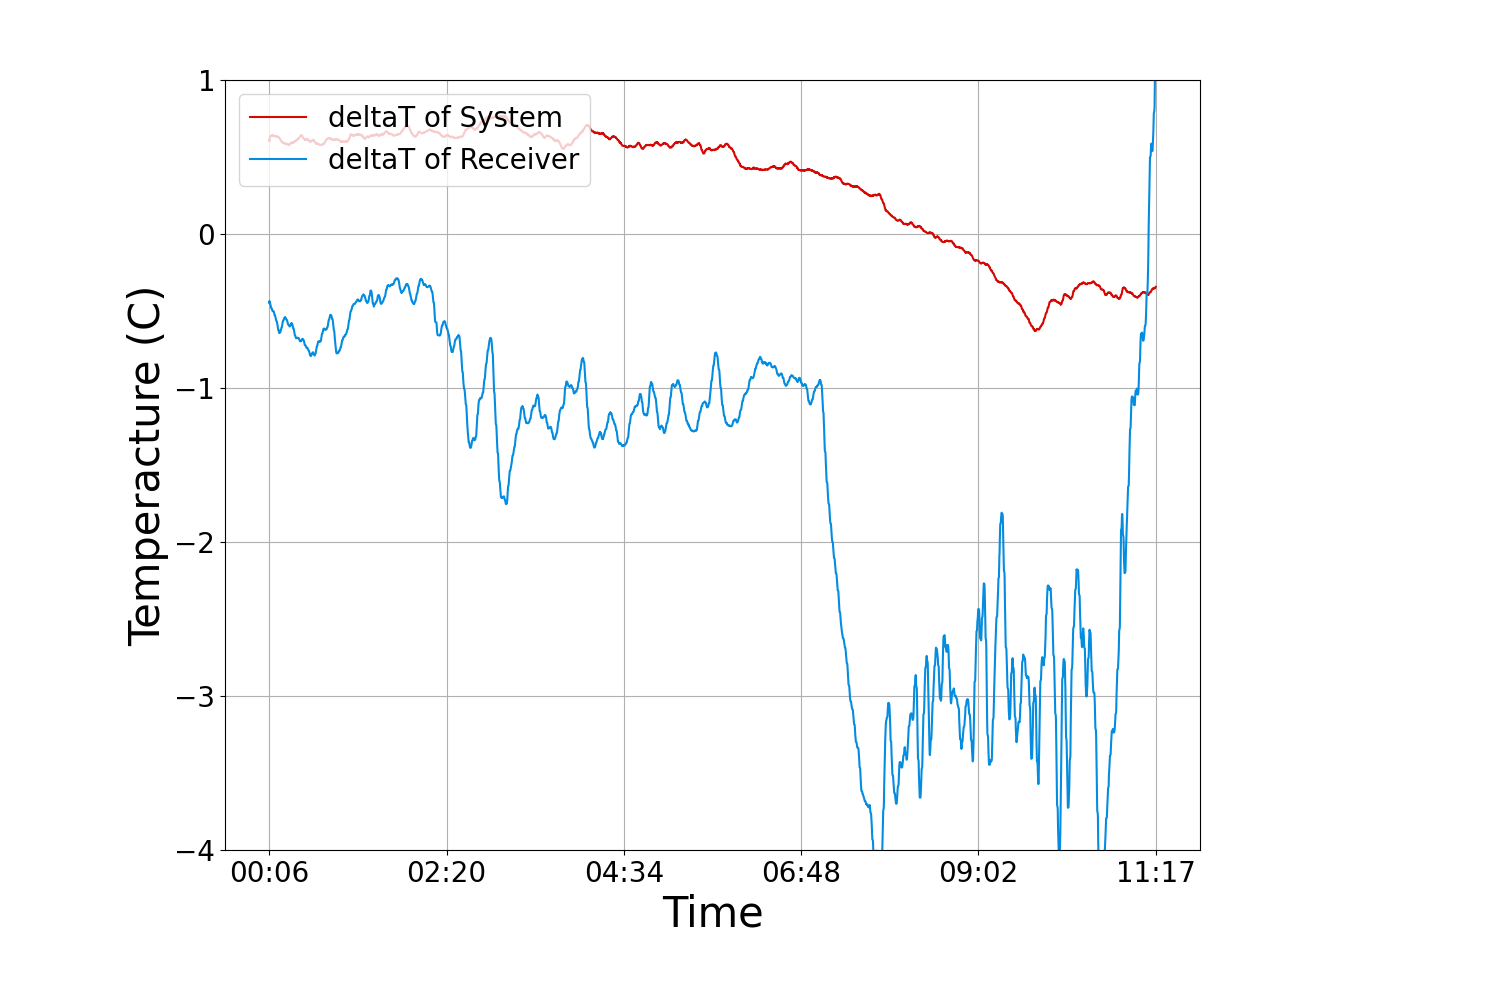 1
deltaT of System
deltaT of Receiver
0
−1
−2
−3
−4
Temperacture (C)
00:06 02:20 04:34 06:48 09:02 11:17
Time